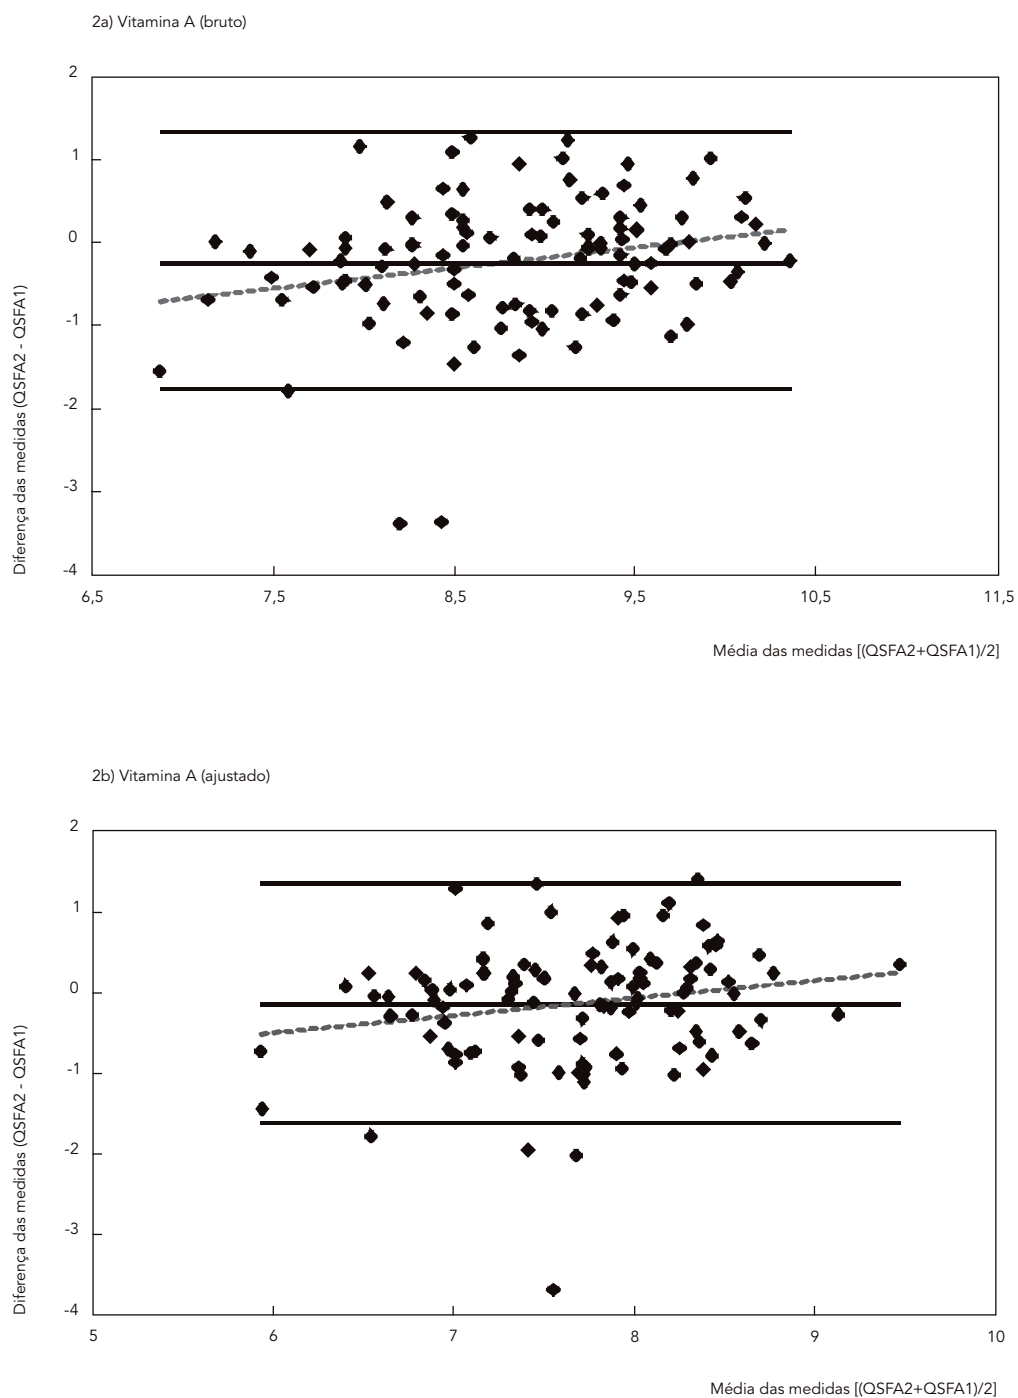 2a) Vitamina A (bruto)
2
1
0
-1
-2
-3
-4
Diferença das medidas (QSFA2 - QSFA1)
6,5 7,5 8,5 9,5 10,5 11,5
Média das medidas [(QSFA2+QSFA1)/2]
2b) Vitamina A (ajustado)
2
1
0
-1
-2
-3
-4
Diferença das medidas (QSFA2 - QSFA1)
5 6 7 8 9 10
Média das medidas [(QSFA2+QSFA1)/2]